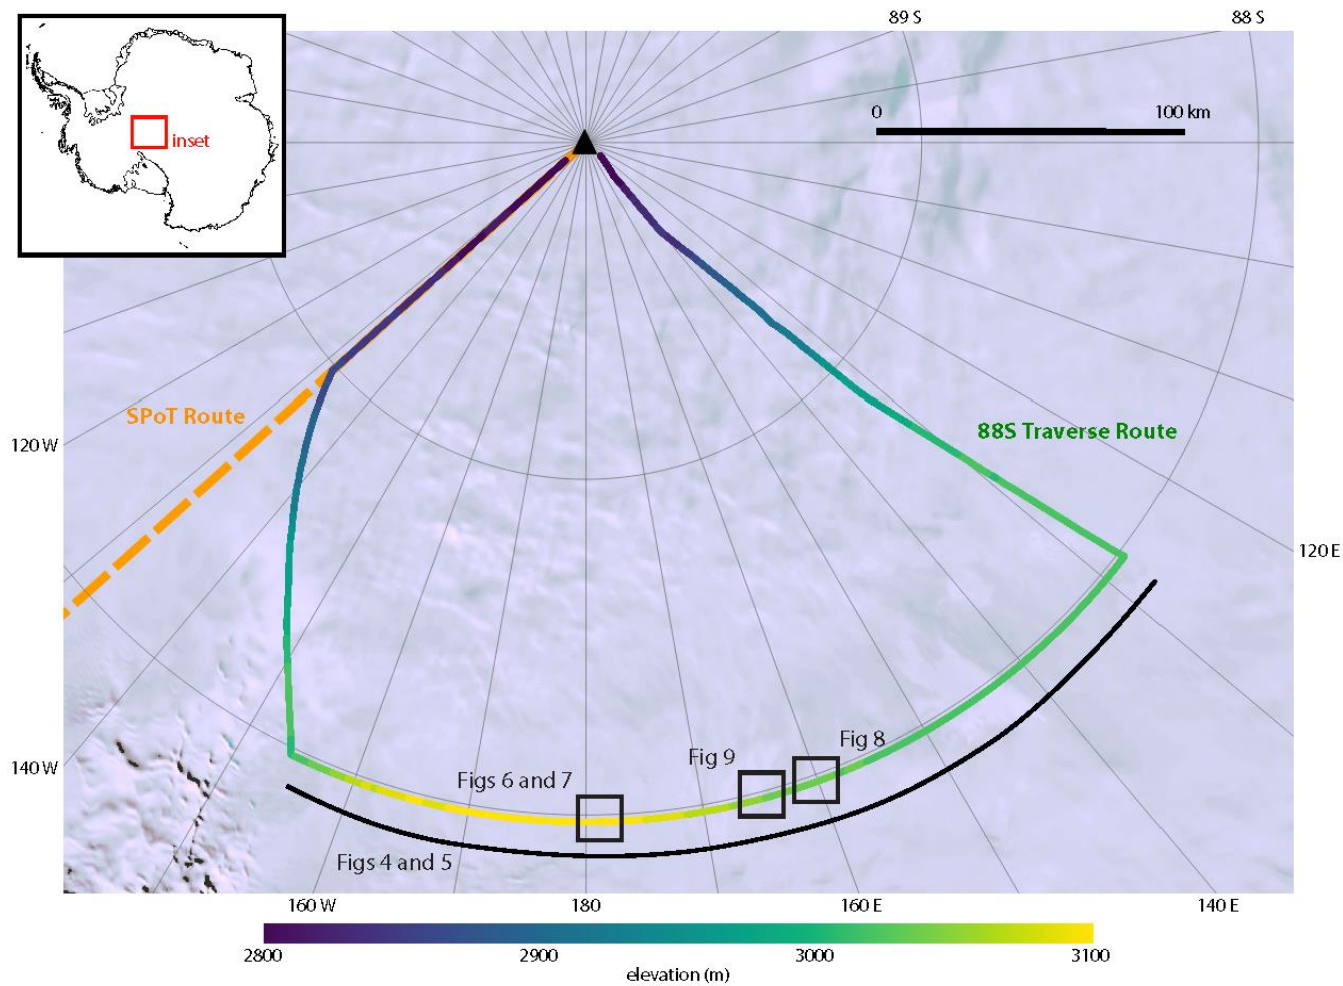 89 S
88 S
inset
0
100 km
SPoT Route
88S Traverse Route
120 W
120 E
140 W
Fig 8
Fig 9
Figs 6 and 7
Figs 4 and 5
160 W
180
160 E
140 E
2800
2900
3000
3100
elevation (m)